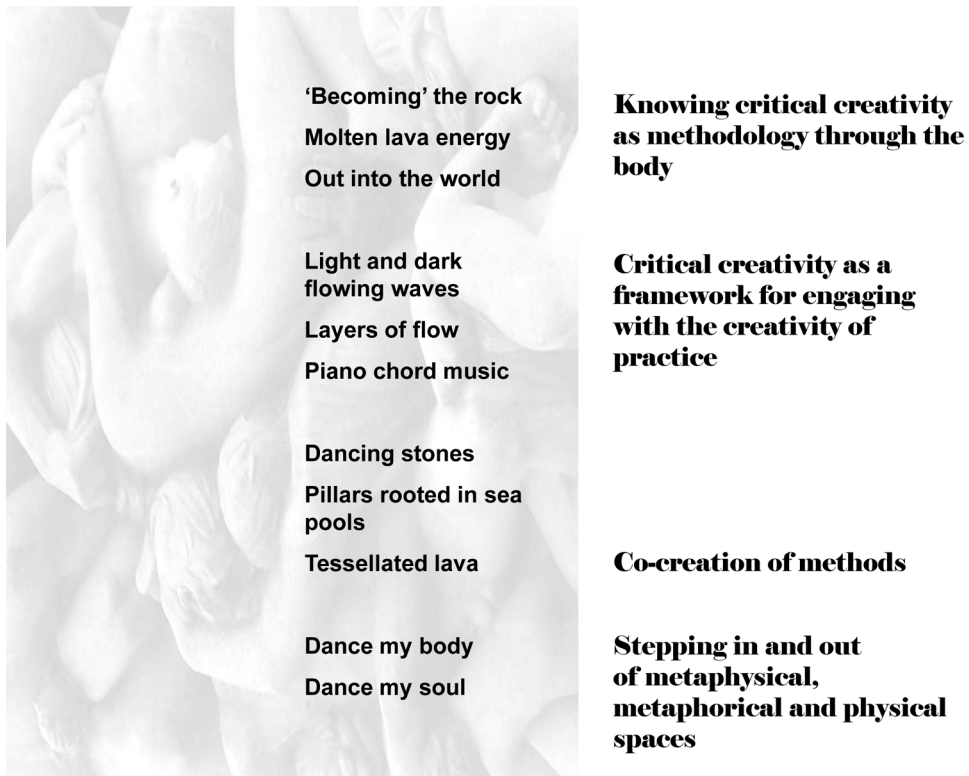 ‘Becoming’ the rock
Molten lava energy
Out into the world
Knowing critical creativity
as methodology through the
body
Light and dark
flowing waves
Layers of flow
Piano chord music
Critical creativity as a
framework for engaging
with the creativity of
practice
Dancing stones
Pillars rooted in sea
pools
Tessellated lava
Co-creation of methods
Dance my body
Dance my soul
Stepping in and out
of metaphysical,
metaphorical and physical
spaces